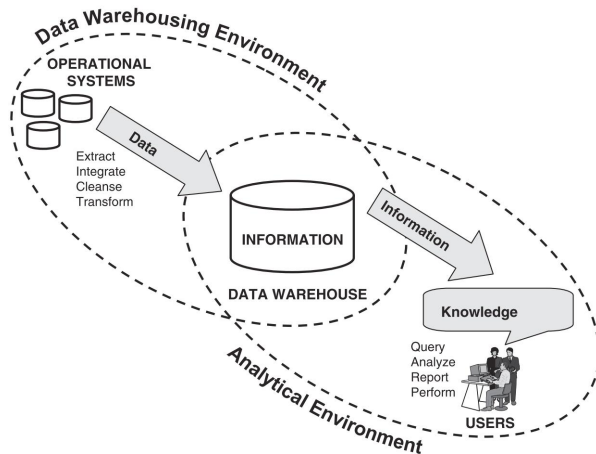 Data Warehousing Environment
OPERATIONAL
SYSTEMS
Data
Extract
Integrate
Cleanse
Transform
INFORMATION
DATA WAREHOUSE
Information
Knowledge
Query
Analyze
Report
Perform
USERS
Analytical Environment